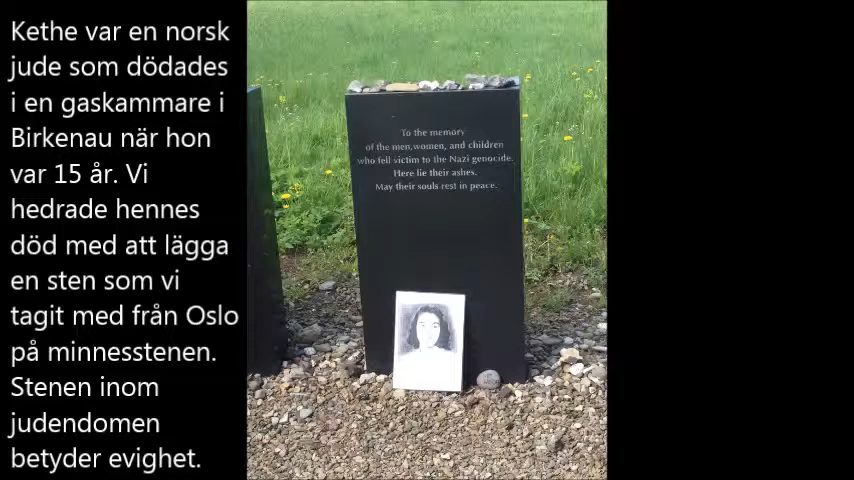 Kethe var en norsk
jude som dödades
i en gaskammare i
Birkenau när hon
var 15 år. Vi
hedrade hennes
död med att lägga
en sten som vi
tagit med från Oslo
på minnesstenen.
Stenen inom
judendomen
betyder evighet.
To the memory
of the men,women, and children
who fell victim to the Nazi genocide.
Here lie their ashes.
May their souls rest in peace.